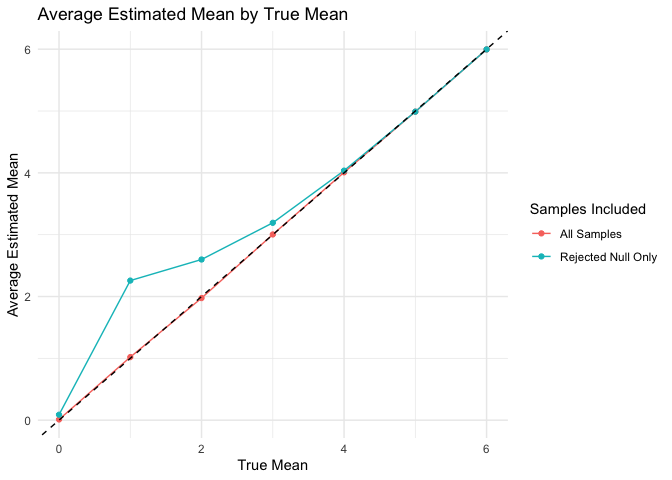 Average Estimated Mean by True Mean
6
4
2
0
Average Estimated Mean
0
2
4
6
True Mean
Samples Included
All Samples
Rejected Null Only